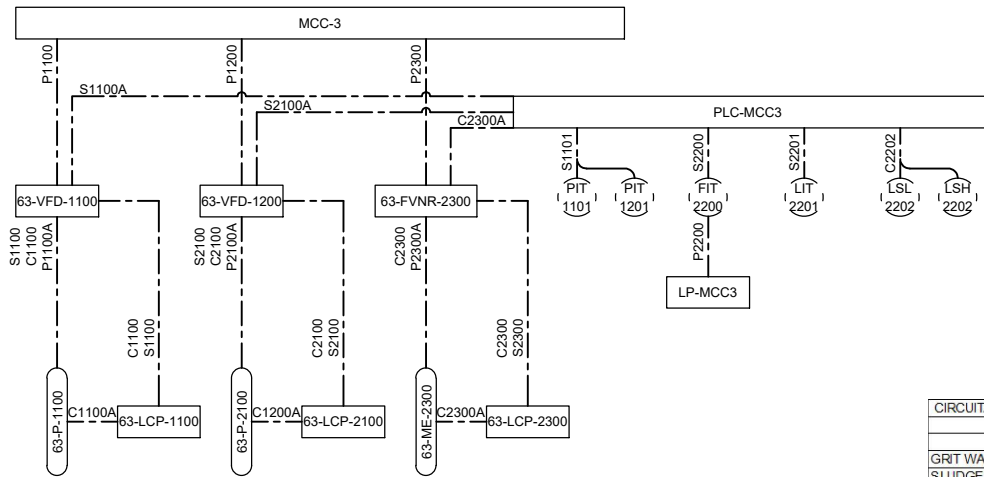 MCC-3
P1100
P1200
P2300
S1100A
S2100A
C2300A
PLC-MCC3
S1101
S2200
S2201
C2202
63-VFD-1100
63-VFD-1200
63-FVNR-2300
PIT
1101
PIT
1201
FIT
2200
LIT
2201
LSL
2202
LSH
2202
S1100
C1100
P1100A
S2100
C2100
P2100A
C2300
P2300A
P2200
LP-MCC3
C1100
S1100
C2100
S2100
C2300
S2300
63-P-1100
C1100A
63-LCP-1100
63-P-2100
C1200A
63-LCP-2100
63-ME-2300
C2300A
63-LCP-2300
CIRCUIT
GRIT WA
SLUDGE